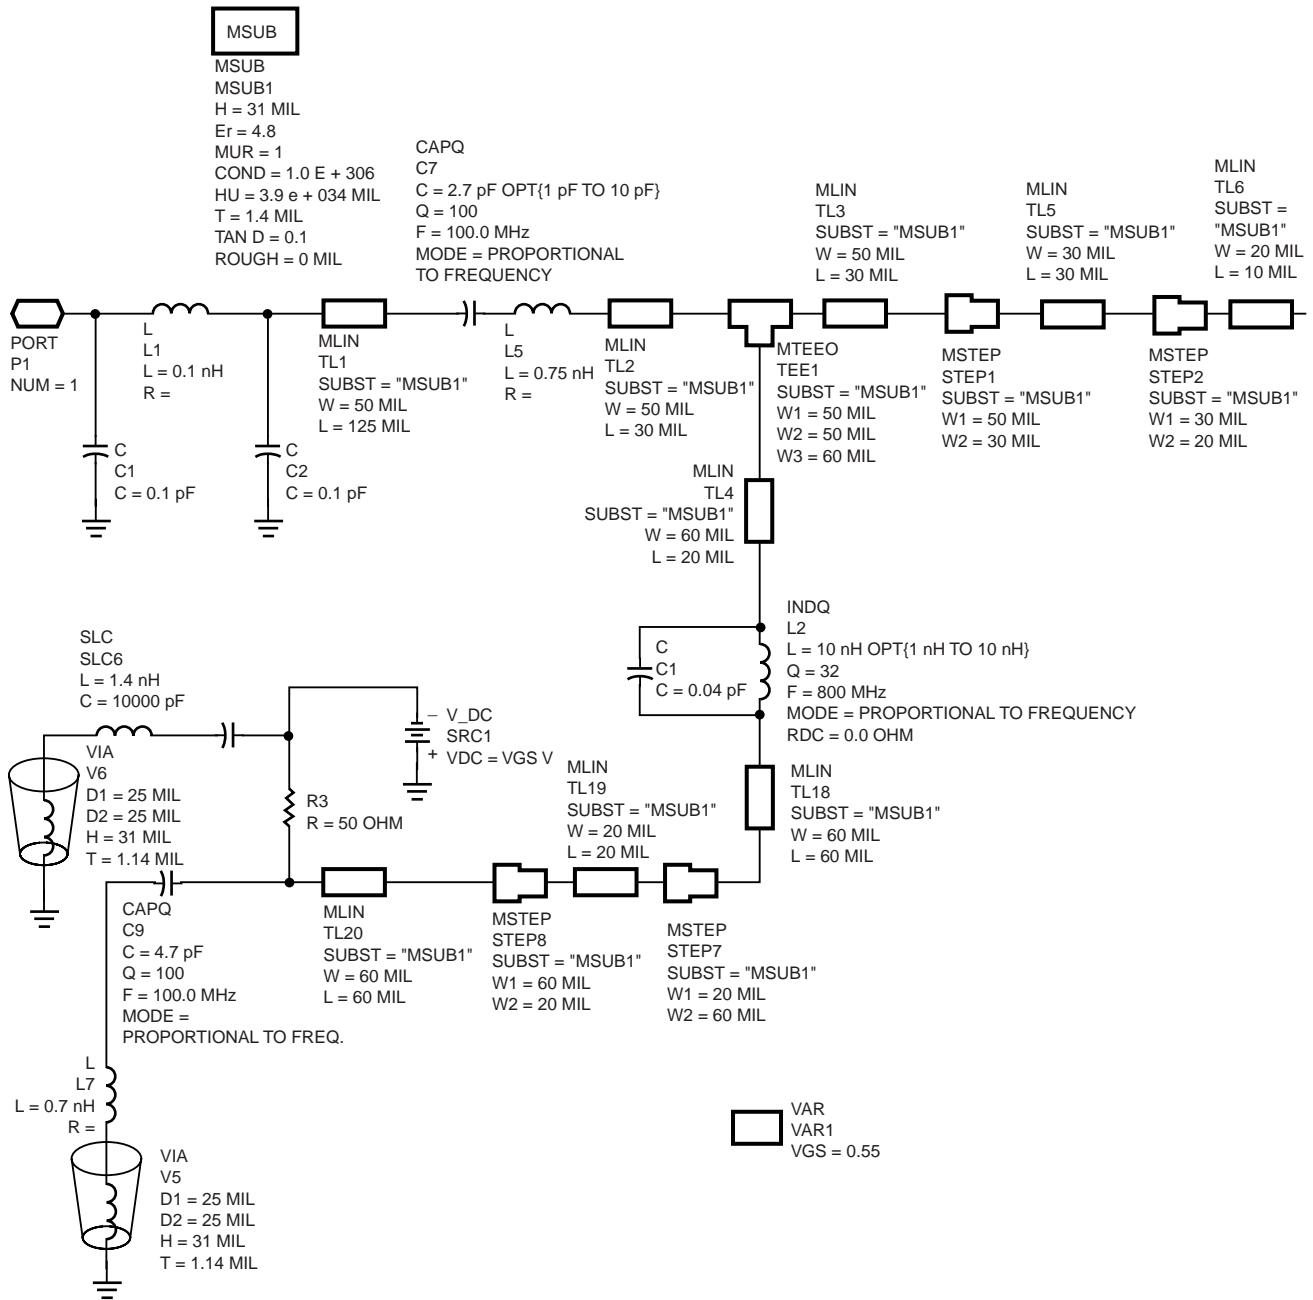 MSUB
MSUB
MSUB1
H = 31 MIL
Er = 4.8
MUR = 1
COND = 1.0 E + 306
HU = 3.9 e + 034 MIL
T = 1.4 MIL
TAN D = 0.1
ROUGH = 0 MIL
CAPQ
C7
C = 2.7 pF OPT{1 pF TO 10 pF}
Q = 100
F = 100.0 MHz
MODE = PROPORTIONAL
TO FREQUENCY
MLIN
TL3
SUBST = "MSUB1"
W = 50 MIL
L = 30 MIL
MLIN
TL5
SUBST = "MSUB1"
W = 30 MIL
L = 30 MIL
MLIN
TL6
SUBST =
"MSUB1"
W = 20 MIL
L = 10 MIL
PORT
P1
NUM = 1
L
L1
L = 0.1 nH
R =
MLIN
TL1
SUBST = "MSUB1"
W = 50 MIL
L = 125 MIL
L
L5
L = 0.75 nH
R =
MLIN
TL2
SUBST = "MSUB1"
W = 50 MIL
L = 30 MIL
MTEEO
TEE1
SUBST = "MSUB1"
W1 = 50 MIL
W2 = 50 MIL
W3 = 60 MIL
MSTEP
STEP1
SUBST = "MSUB1"
W1 = 50 MIL
W2 = 30 MIL
MSTEP
STEP2
SUBST = "MSUB1"
W1 = 30 MIL
W2 = 20 MIL
C
C1
C = 0.1 pF
C
C2
C = 0.1 pF
MLIN
TL4
SUBST = "MSUB1"
W = 60 MIL
L = 20 MIL
INDQ
L2
L = 10 nH OPT{1 nH TO 10 nH}
Q = 32
F = 800 MHz
MODE = PROPORTIONAL TO FREQUENCY
RDC = 0.0 OHM
C
C1
C = 0.04 pF
SLC
SLC6
L = 1.4 nH
C = 10000 pF
– V_DC
SRC1
+ VDC = VGS V
VIA
V6
D1 = 25 MIL
D2 = 25 MIL
H = 31 MIL
T = 1.14 MIL
R3
R = 50 OHM
MLIN
TL19
SUBST = "MSUB1"
W = 20 MIL
L = 20 MIL
MLIN
TL18
SUBST = "MSUB1"
W = 60 MIL
L = 60 MIL
CAPQ
C9
C = 4.7 pF
Q = 100
F = 100.0 MHz
MODE =
PROPORTIONAL TO FREQ.
MLIN
TL20
SUBST = "MSUB1"
W = 60 MIL
L = 60 MIL
MSTEP
STEP8
SUBST = "MSUB1"
W1 = 60 MIL
W2 = 20 MIL
MSTEP
STEP7
SUBST = "MSUB1"
W1 = 20 MIL
W2 = 60 MIL
L
L7
L = 0.7 nH
R =
VIA
V5
D1 = 25 MIL
D2 = 25 MIL
H = 31 MIL
T = 1.14 MIL
VAR
VAR1
VGS = 0.55